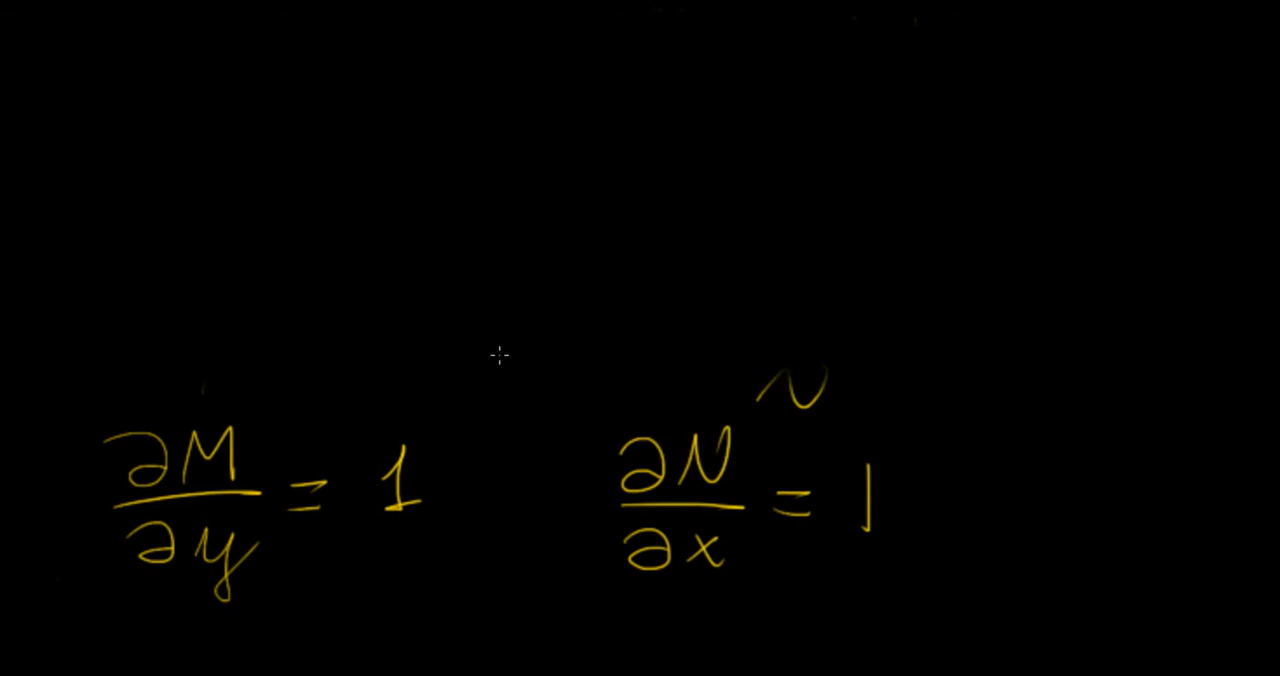 N
∂M/∂y = 1    ∂N/∂x = 1